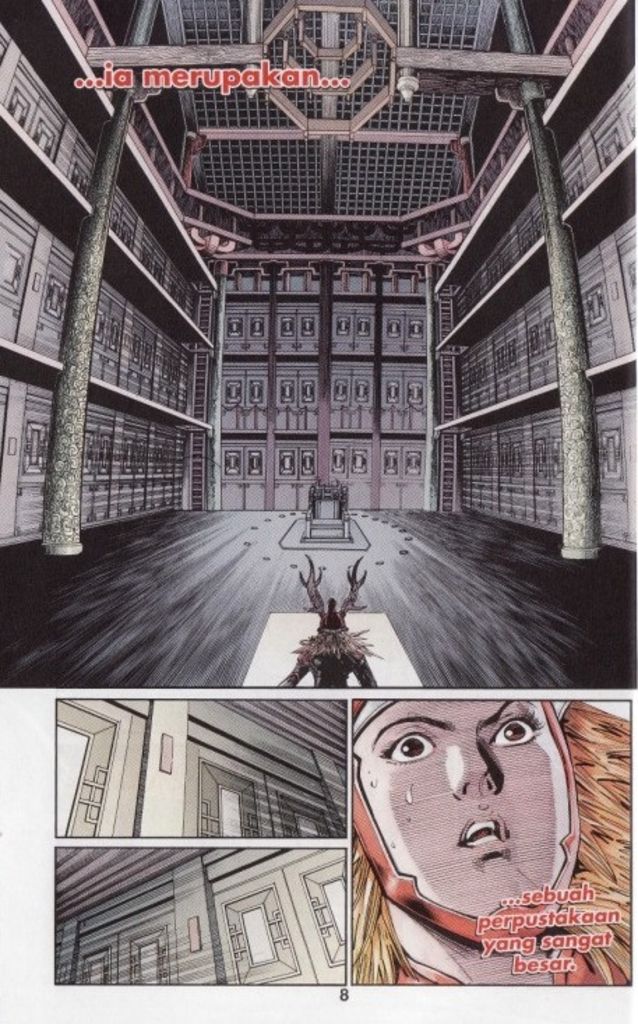 ...ia merupakan...
...sebuah
perpustakaan
yang sangat
besar.
8